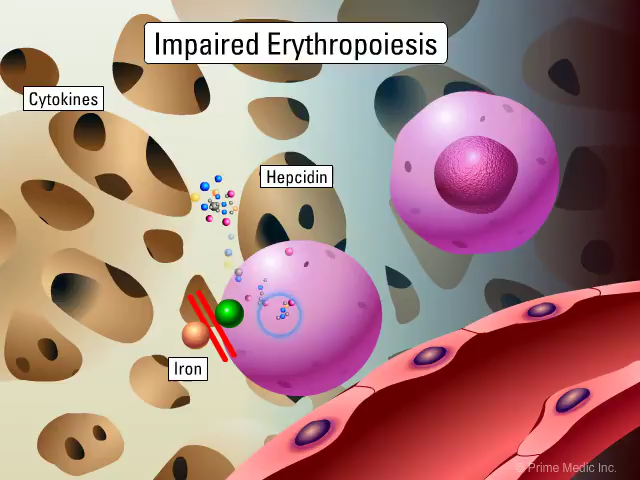 Impaired Erythropoiesis
Cytokines
Hepcidin
Iron
© Prime Medic Inc.